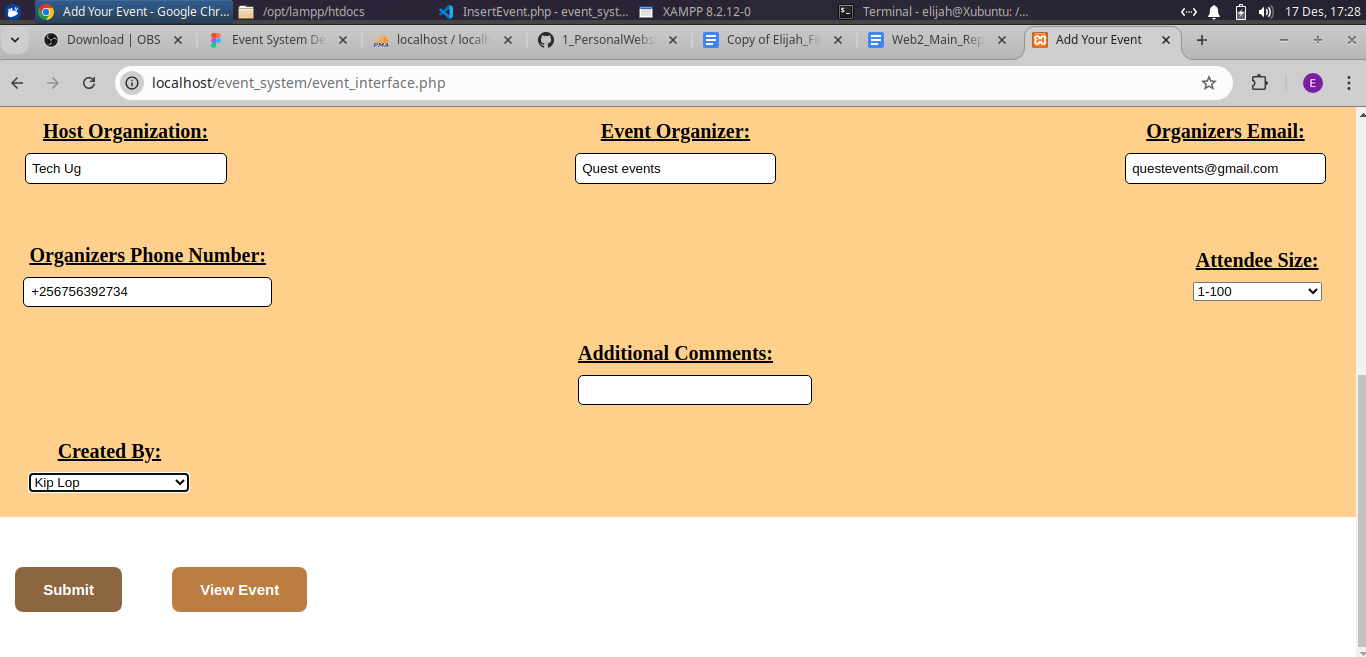 Add Your Event - Google Chr... /opt/lampp/htdocs InsertEvent.php - event_syst... XAMPP 8.2.12-0 Terminal - elijah@Xubuntu: /... 17 Des, 17:28
Download | OBS Event System De localhost / localh 1_PersonalWebs Copy of Elijah_Fi Web2_Main_Rep Add Your Event
localhost/event_system/event_interface.php E
Host Organization: Event Organizer: Organizers Email:
Tech Ug Quest events questevents@gmail.com
Organizers Phone Number: Attendee Size:
+256756392734 1-100
Additional Comments:
Created By:
Kip Lop
Submit View Event